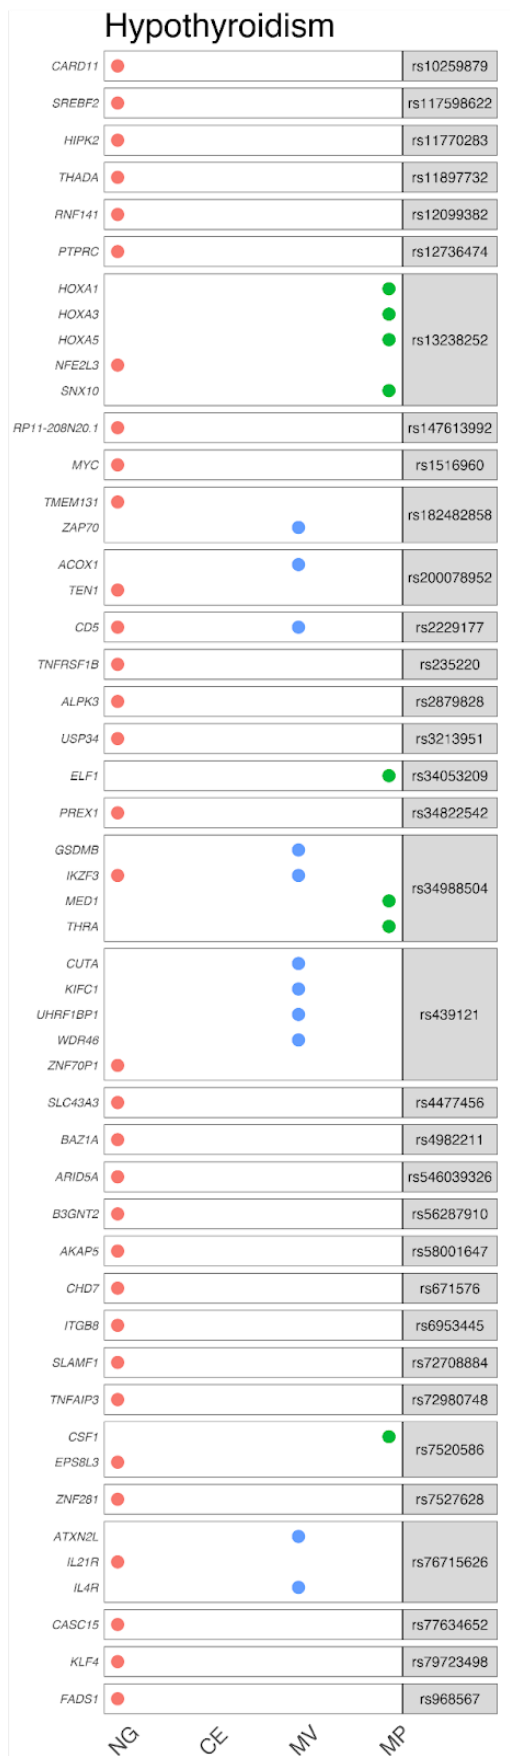 Hypothyroidism
CARD11 rs10259879
SREBF2 rs117598622
HIPK2 rs11770283
THADA rs11897732
RNF141 rs12099382
PTPRC rs12736474
HOXA1
HOXA3
HOXA5 rs13238252
NFE2L3
SNX10
RP11-208N20.1 rs147613992
MYC rs1516960
TMEM131
rs182482858
ZAP70
ACOX1
rs200078952
TEN1
CD5 rs2229177
TNFRSF1B rs235220
ALPK3 rs2879828
USP34 rs3213951
ELF1 rs34053209
PREX1 rs34822542
GSDMB
IKZF3
rs34988504
MED1
THRA
CUTA
KIFC1
UHRF1BP1 rs439121
WDR46
ZNF70P1
SLC43A3 rs4477456
BAZ1A rs4982211
ARID5A rs546039326
B3GNT2 rs56287910
AKAP5 rs58001647
CHD7 rs671576
ITGB8 rs6953445
SLAMF1 rs72708884
TNFAIP3 rs72980748
CSF1
rs7520586
EPS8L3
ZNF281 rs7527628
ATXN2L
IL21R rs76715626
IL4R
CASC15 rs77634652
KLF4 rs79723498
FADS1 rs968567
NG CE MV MP